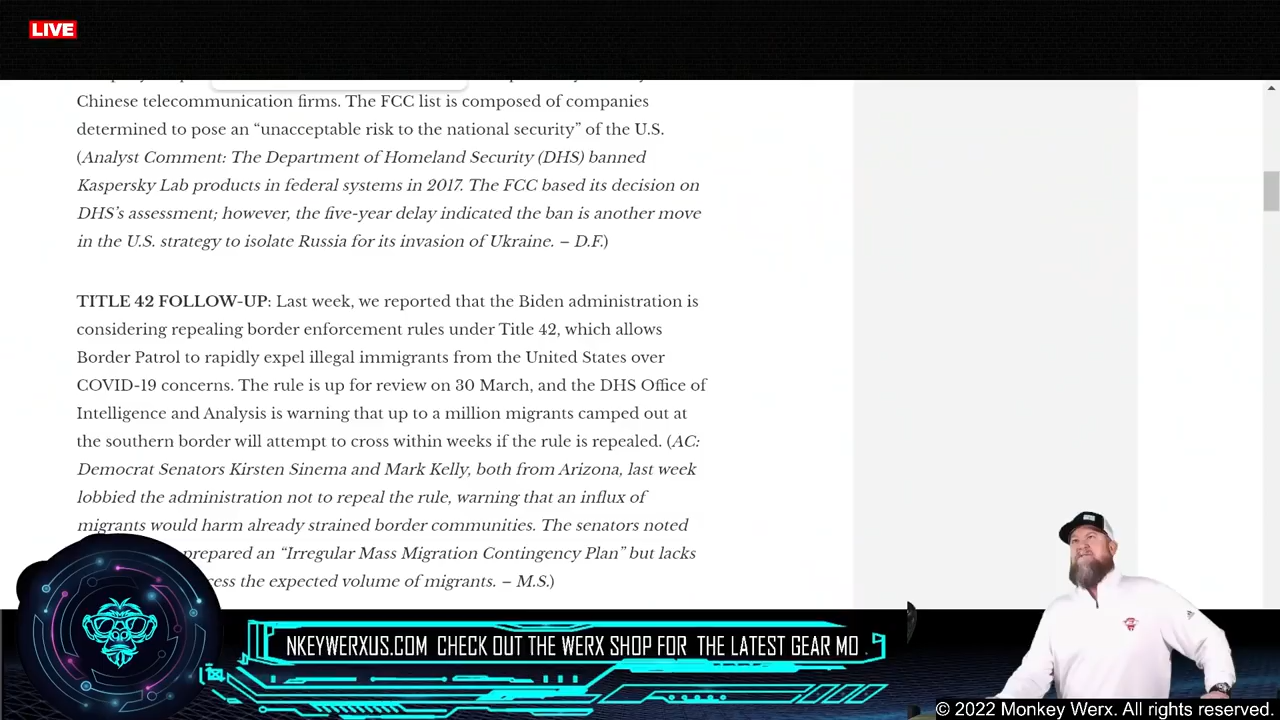 LIVE
Chinese telecommunication firms. The FCC list is composed of companies
determined to pose an “unacceptable risk to the national security” of the U.S.
(Analyst Comment: The Department of Homeland Security (DHS) banned
Kaspersky Lab products in federal systems in 2017. The FCC based its decision on
DHS’s assessment; however, the five-year delay indicated the ban is another move
in the U.S. strategy to isolate Russia for its invasion of Ukraine. – D.F.)
TITLE 42 FOLLOW-UP: Last week, we reported that the Biden administration is
considering repealing border enforcement rules under Title 42, which allows
Border Patrol to rapidly expel illegal immigrants from the United States over
COVID-19 concerns. The rule is up for review on 30 March, and the DHS Office of
Intelligence and Analysis is warning that up to a million migrants camped out at
the southern border will attempt to cross within weeks if the rule is repealed. (AC:
Democrat Senators Kirsten Sinema and Mark Kelly, both from Arizona, last week
lobbied the administration not to repeal the rule, warning that an influx of
migrants would harm already strained border communities. The senators noted
prepared an “Irregular Mass Migration Contingency Plan” but lacks
cess the expected volume of migrants. – M.S.)
NKEYWERXUS.COM CHECK OUT THE WERX SHOP FOR THE LATEST GEAR MO
© 2022 Monkey Werx. All rights reserved.